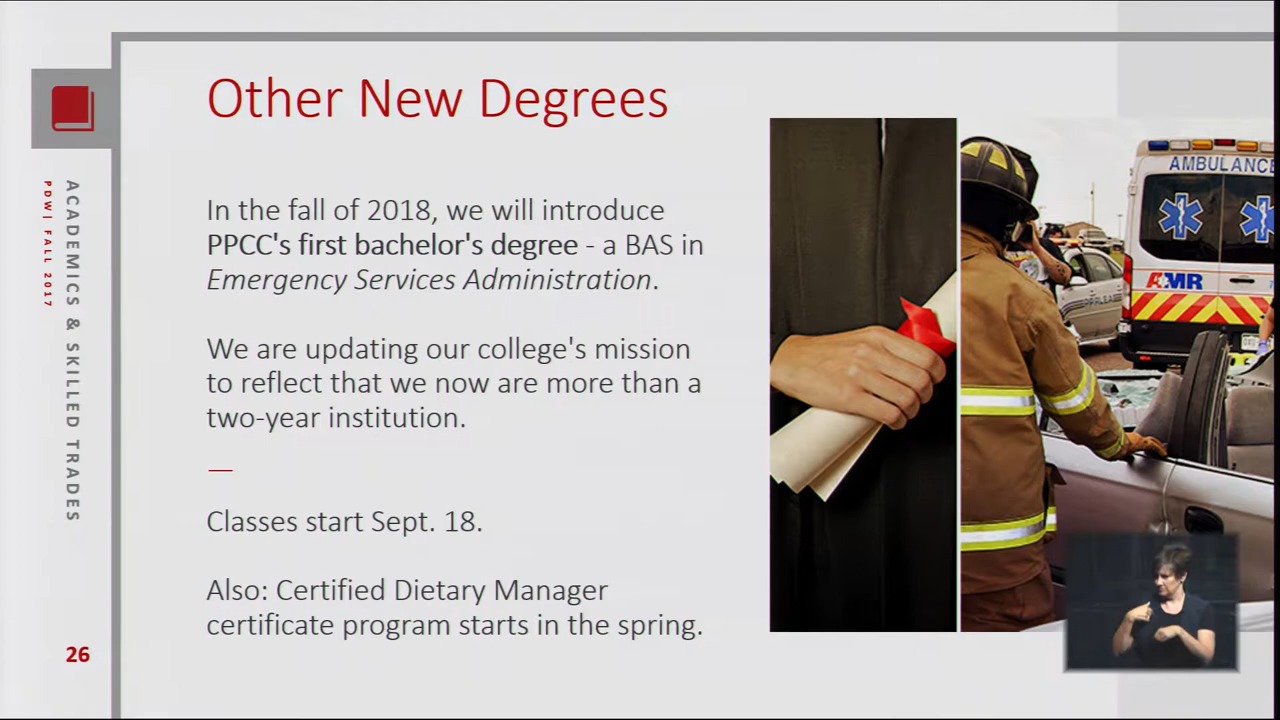 Other New Degrees
ACADEMICS & SKILLED TRADES
PDW| FALL 2017
In the fall of 2018, we will introduce
PPCC's first bachelor's degree - a BAS in
Emergency Services Administration.
We are updating our college's mission
to reflect that we now are more than a
two-year institution.
—
Classes start Sept. 18.
Also: Certified Dietary Manager
certificate program starts in the spring.
26
AMBULANCE
AMR